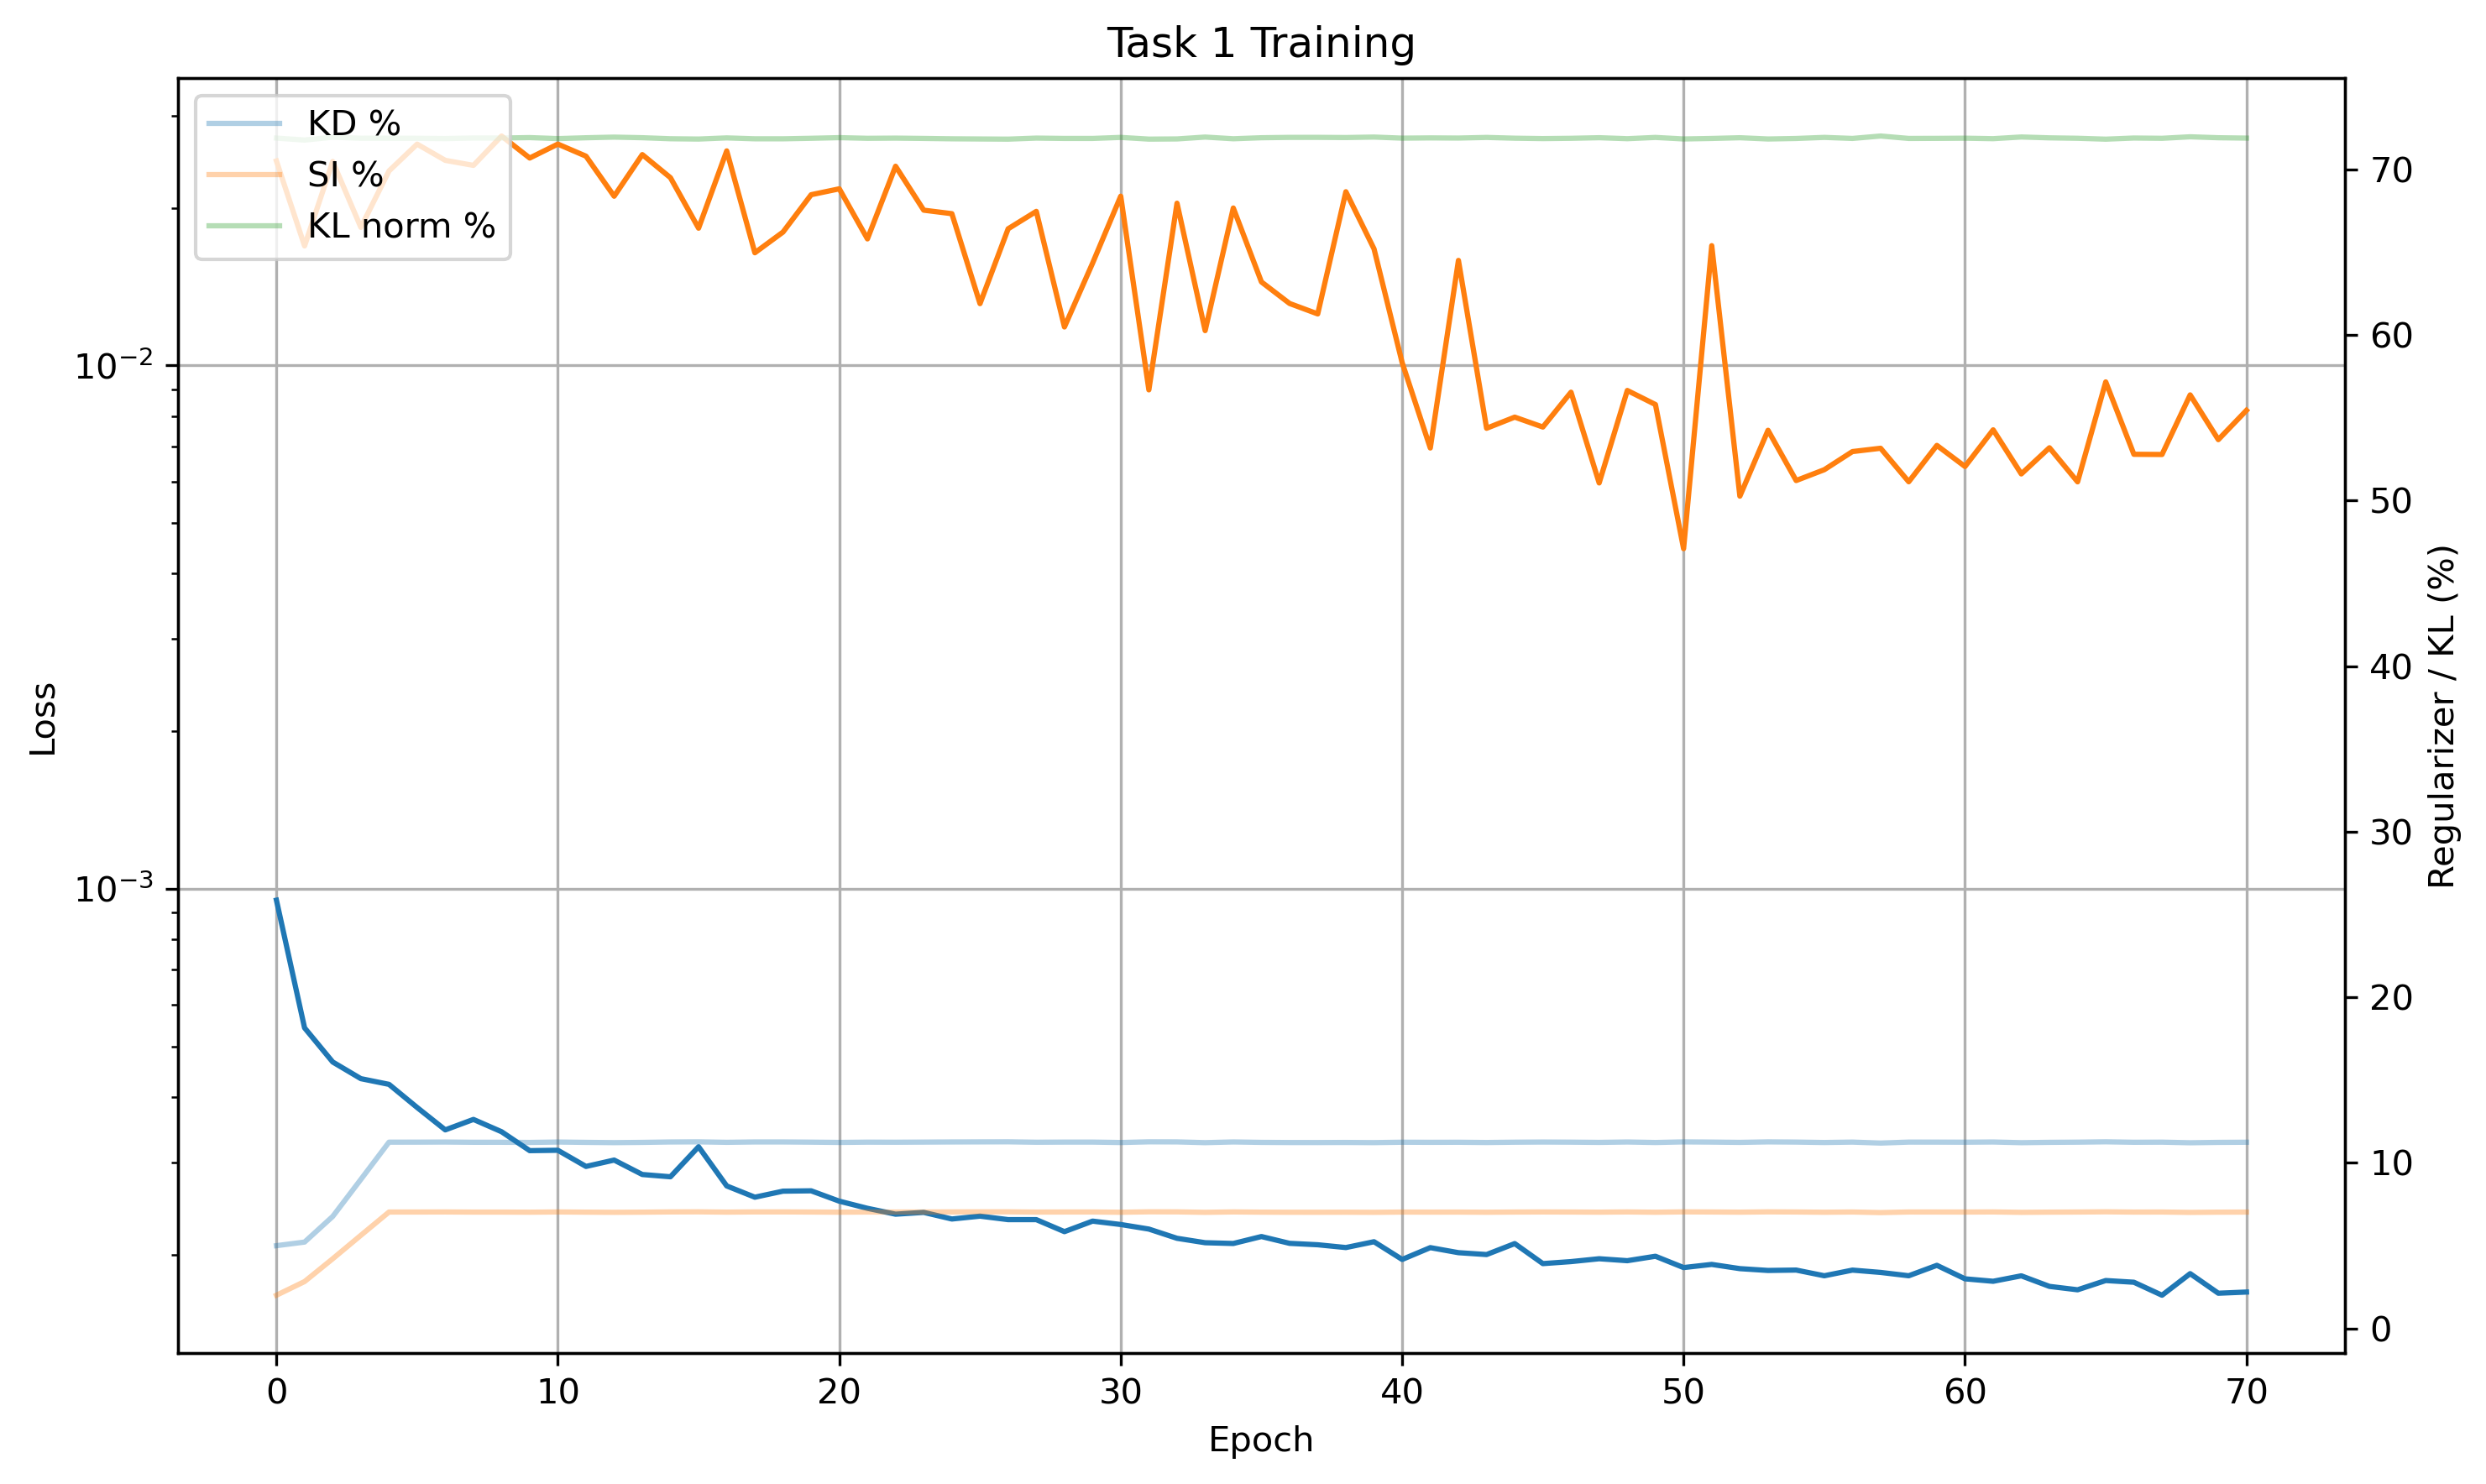 Task 1 Training
KD %
SI %
KL norm %
10⁻²
10⁻³
Loss
70
60
50
40
30
20
10
0
Regularizer / KL (%)
0 10 20 30 40 50 60 70
Epoch